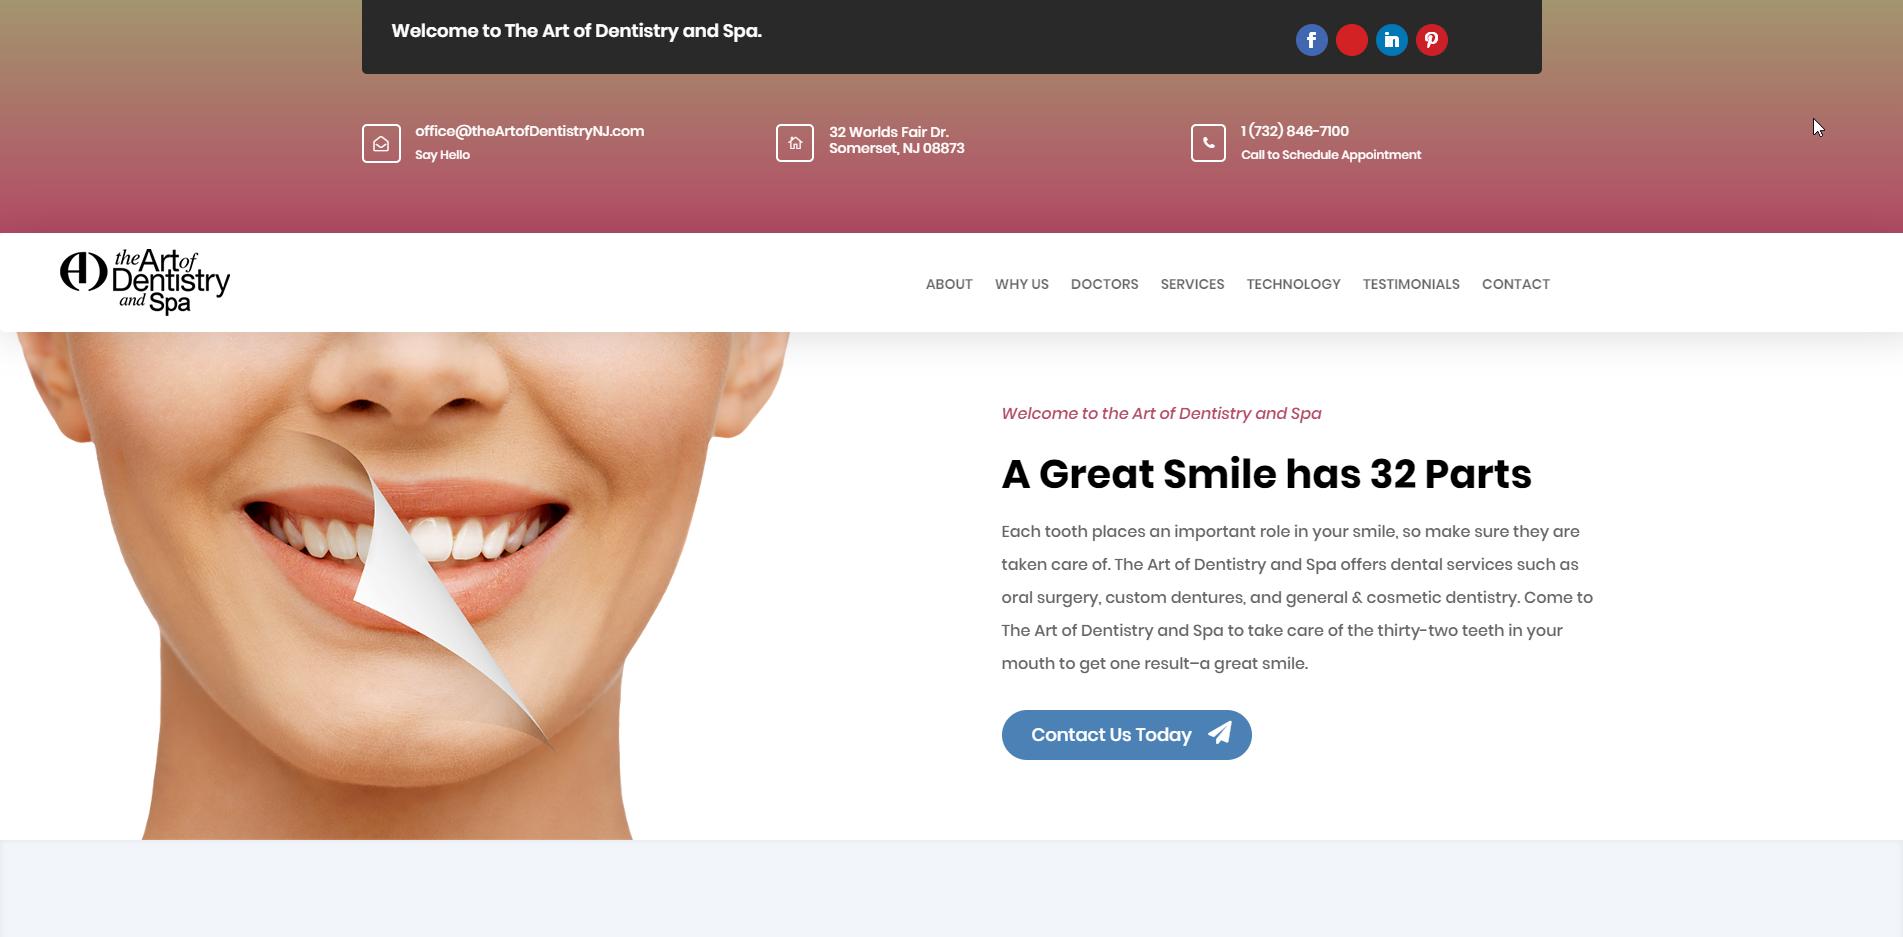 Welcome to The Art of Dentistry and Spa.
office@theArtofDentistryNJ.com
Say Hello
32 Worlds Fair Dr.
Somerset, NJ 08873
1 (732) 846-7100
Call to Schedule Appointment
the Art of
Dentistry
and Spa
ABOUT WHY US DOCTORS SERVICES TECHNOLOGY TESTIMONIALS CONTACT
Welcome to the Art of Dentistry and Spa
A Great Smile has 32 Parts
Each tooth places an important role in your smile, so make sure they are
taken care of. The Art of Dentistry and Spa offers dental services such as
oral surgery, custom dentures, and general & cosmetic dentistry. Come to
The Art of Dentistry and Spa to take care of the thirty-two teeth in your
mouth to get one result–a great smile.
Contact Us Today